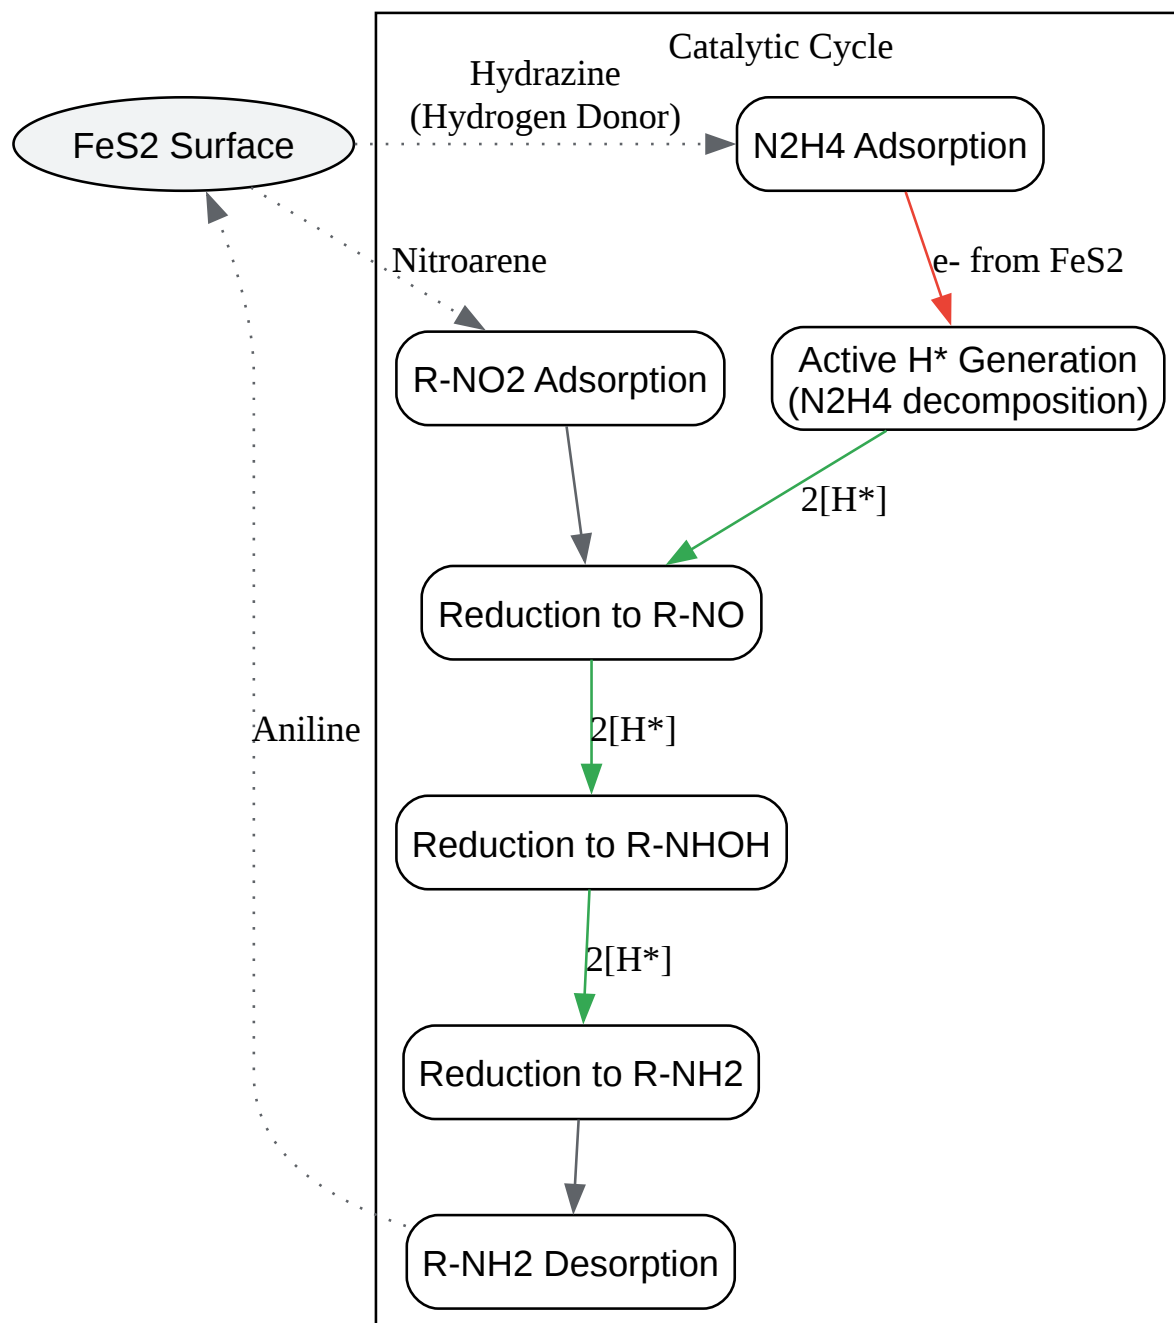 Catalytic Cycle
Hydrazine
(Hydrogen Donor)
FeS2 Surface
N2H4 Adsorption
Nitroarene
e- from FeS2
R-NO2 Adsorption
Active H* Generation
(N2H4 decomposition)
2[H*]
Reduction to R-NO
Aniline
2[H*]
Reduction to R-NHOH
2[H*]
Reduction to R-NH2
R-NH2 Desorption